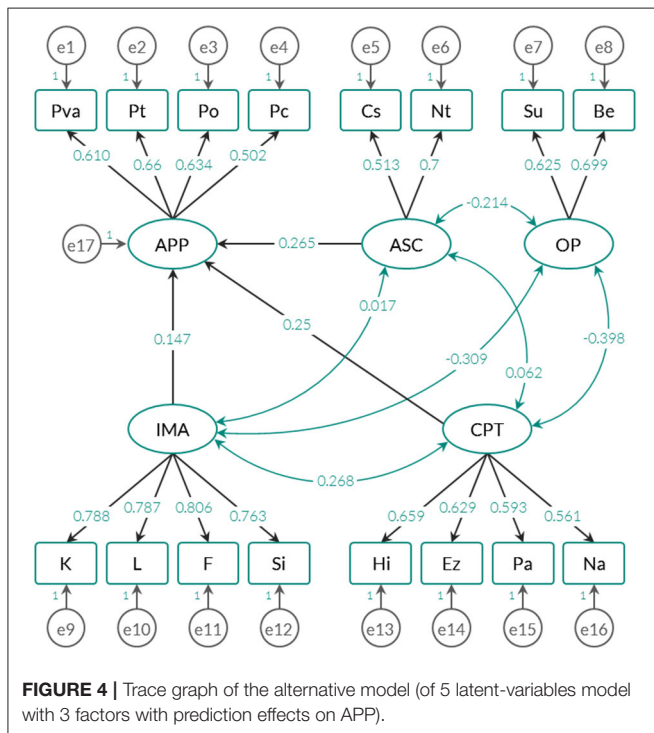 e1 e2 e3 e4 e5 e6 e7 e8
1 1 1 1 1 1 1 1
Pva Pt Po Pc Cs Nt Su Be
0.610 0.66 0.634 0.502 0.513 0.7 0.625 0.699
-0.214
e17 1 APP 0.265 ASC OP
0.017
0.147 0.25 -0.309 -0.398
0.062
IMA CPT
0.268
0.788 0.787 0.806 0.763 0.659 0.629 0.593 0.561
K L F Si Hi Ez Pa Na
1 1 1 1 1 1 1 1
e9 e10 e11 e12 e13 e14 e15 e16
FIGURE 4 | Trace graph of the alternative model (of 5 latent-variables model
with 3 factors with prediction effects on APP).